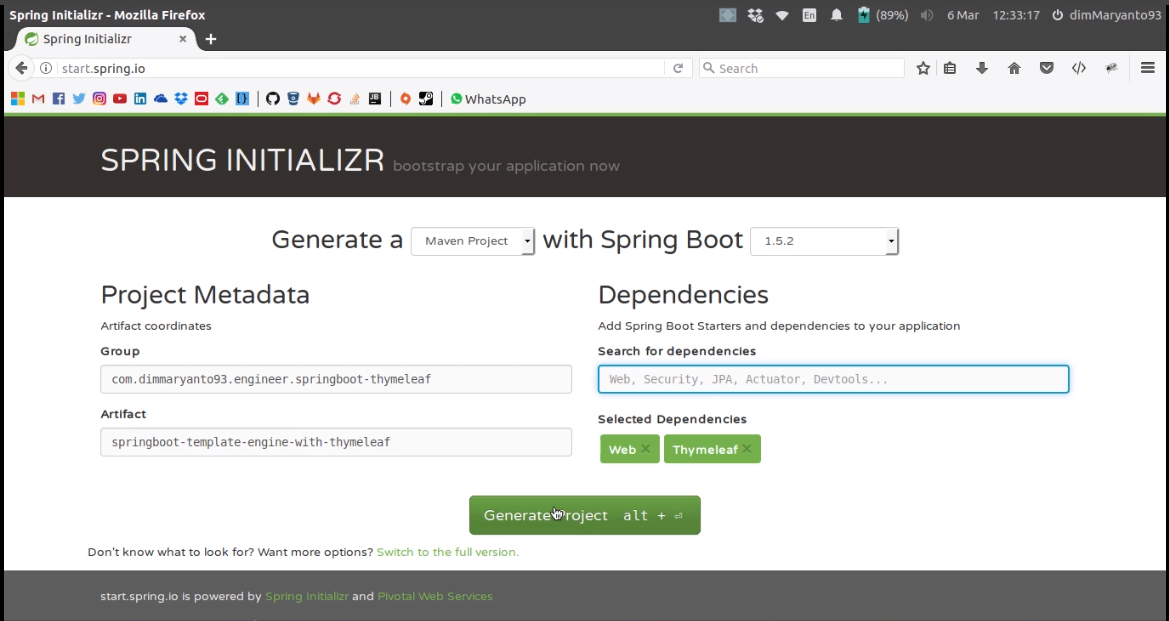 Spring Initializr - Mozilla Firefox
En (89%) 6 Mar 12:33:17 dimMaryanto93
Spring Initializr × +
start.spring.io Search
WhatsApp
SPRING INITIALIZR bootstrap your application now
Generate a Maven Project with Spring Boot 1.5.2
Project Metadata
Artifact coordinates
Group
com.dimmaryanto93.engineer.springboot-thymeleaf
Artifact
springboot-template-engine-with-thymeleaf
Dependencies
Add Spring Boot Starters and dependencies to your application
Search for dependencies
Web, Security, JPA, Actuator, Devtools...
Selected Dependencies
Web × Thymeleaf ×
Generate Project alt + ⏎
Don't know what to look for? Want more options? Switch to the full version.
start.spring.io is powered by Spring Initializr and Pivotal Web Services